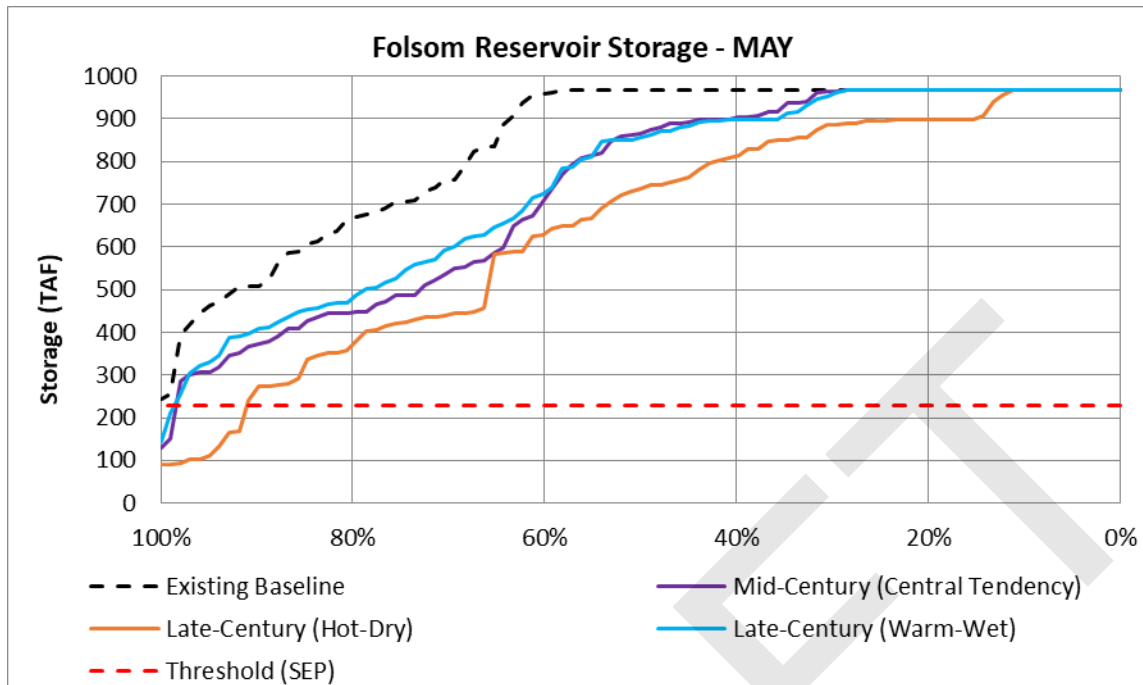 Folsom Reservoir Storage - MAY
Storage (TAF)
1000
900
800
700
600
500
400
300
200
100
0
100% 80% 60% 40% 20% 0%
Existing Baseline Mid-Century (Central Tendency)
Late-Century (Hot-Dry) Late-Century (Warm-Wet)
Threshold (SEP)